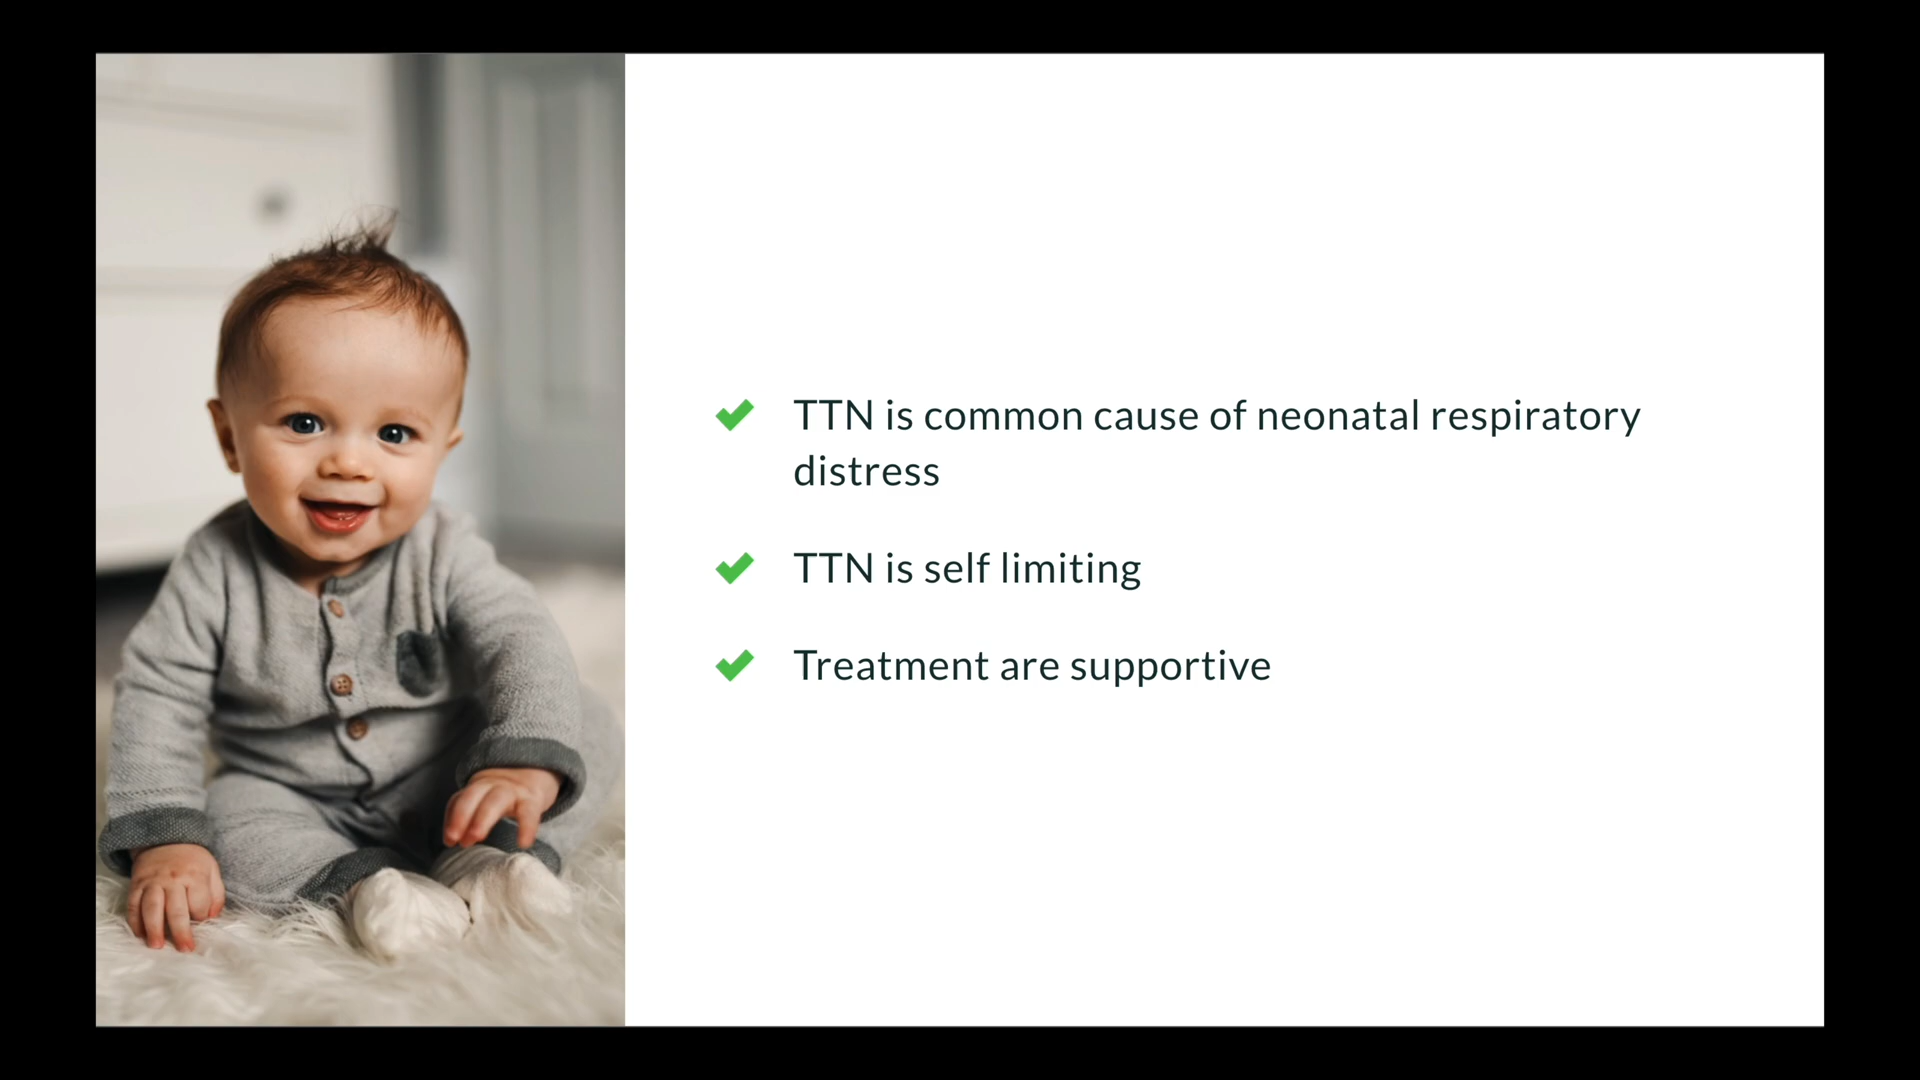 TTN is common cause of neonatal respiratory
distress
TTN is self limiting
Treatment are supportive